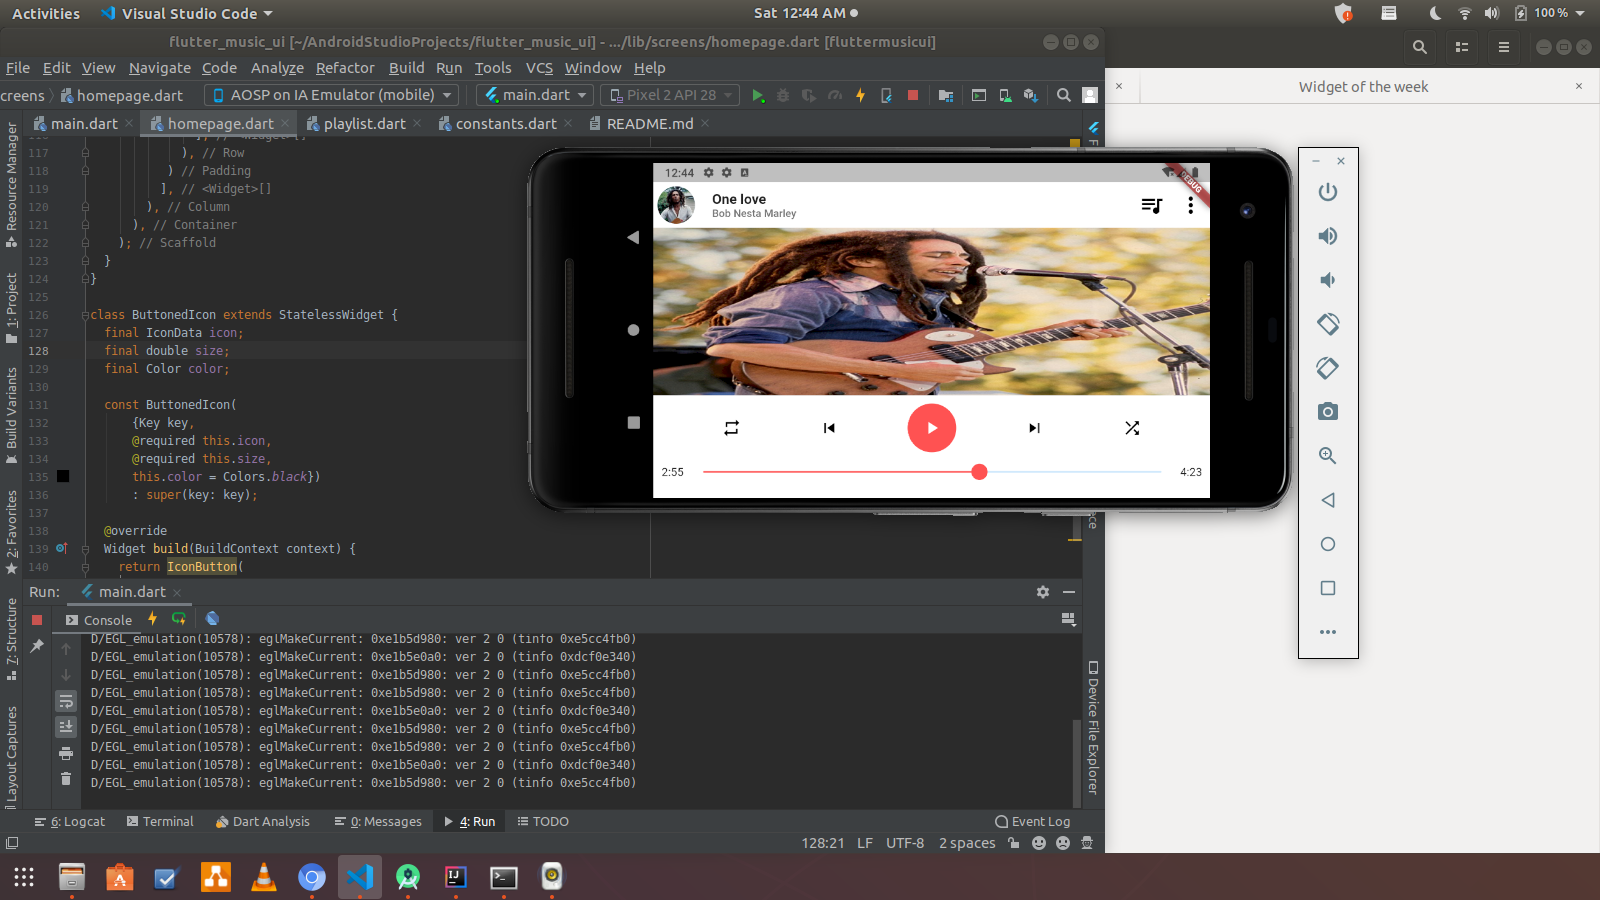 Activities
Visual Studio Code
Sat 12:44 AM
100 %
flutter_music_ui [~/AndroidStudioProjects/flutter_music_ui] - .../lib/screens/homepage.dart [fluttermusicui]
File Edit View Navigate Code Analyze Refactor Build Run Tools VCS Window Help
creens homepage.dart AOSP on IA Emulator (mobile) main.dart Pixel 2 API 28
Widget of the week
main.dart homepage.dart playlist.dart constants.dart README.md
117 ), // Row
118 ) // Padding
119 ], // <Widget>[]
120 ), // Column
121 ), // Container
122 ); // Scaffold
123 }
124 }
125
126 class ButtonedIcon extends StatelessWidget {
127 final IconData icon;
128 final double size;
129 final Color color;
130
131 const ButtonedIcon(
132 {Key key,
133 @required this.icon,
134 @required this.size,
135 this.color = Colors.black})
136 : super(key: key);
137
138 @override
139 Widget build(BuildContext context) {
140 return IconButton(
12:44
DEBUG
One love
Bob Nesta Marley
2:55
4:23
Resource Manager
1: Project
Build Variants
2: Favorites
7: Structure
Layout Captures
Device File Explorer
Run: main.dart
Console
D/EGL_emulation(10578): eglMakeCurrent: 0xe1b5d980: ver 2 0 (tinfo 0xe5cc4fb0)
D/EGL_emulation(10578): eglMakeCurrent: 0xe1b5e0a0: ver 2 0 (tinfo 0xdcf0e340)
D/EGL_emulation(10578): eglMakeCurrent: 0xe1b5d980: ver 2 0 (tinfo 0xe5cc4fb0)
D/EGL_emulation(10578): eglMakeCurrent: 0xe1b5d980: ver 2 0 (tinfo 0xe5cc4fb0)
D/EGL_emulation(10578): eglMakeCurrent: 0xe1b5e0a0: ver 2 0 (tinfo 0xdcf0e340)
D/EGL_emulation(10578): eglMakeCurrent: 0xe1b5d980: ver 2 0 (tinfo 0xe5cc4fb0)
D/EGL_emulation(10578): eglMakeCurrent: 0xe1b5d980: ver 2 0 (tinfo 0xe5cc4fb0)
D/EGL_emulation(10578): eglMakeCurrent: 0xe1b5e0a0: ver 2 0 (tinfo 0xdcf0e340)
D/EGL_emulation(10578): eglMakeCurrent: 0xe1b5d980: ver 2 0 (tinfo 0xe5cc4fb0)
6: Logcat Terminal Dart Analysis 0: Messages 4: Run TODO Event Log
128:21 LF UTF-8 2 spaces